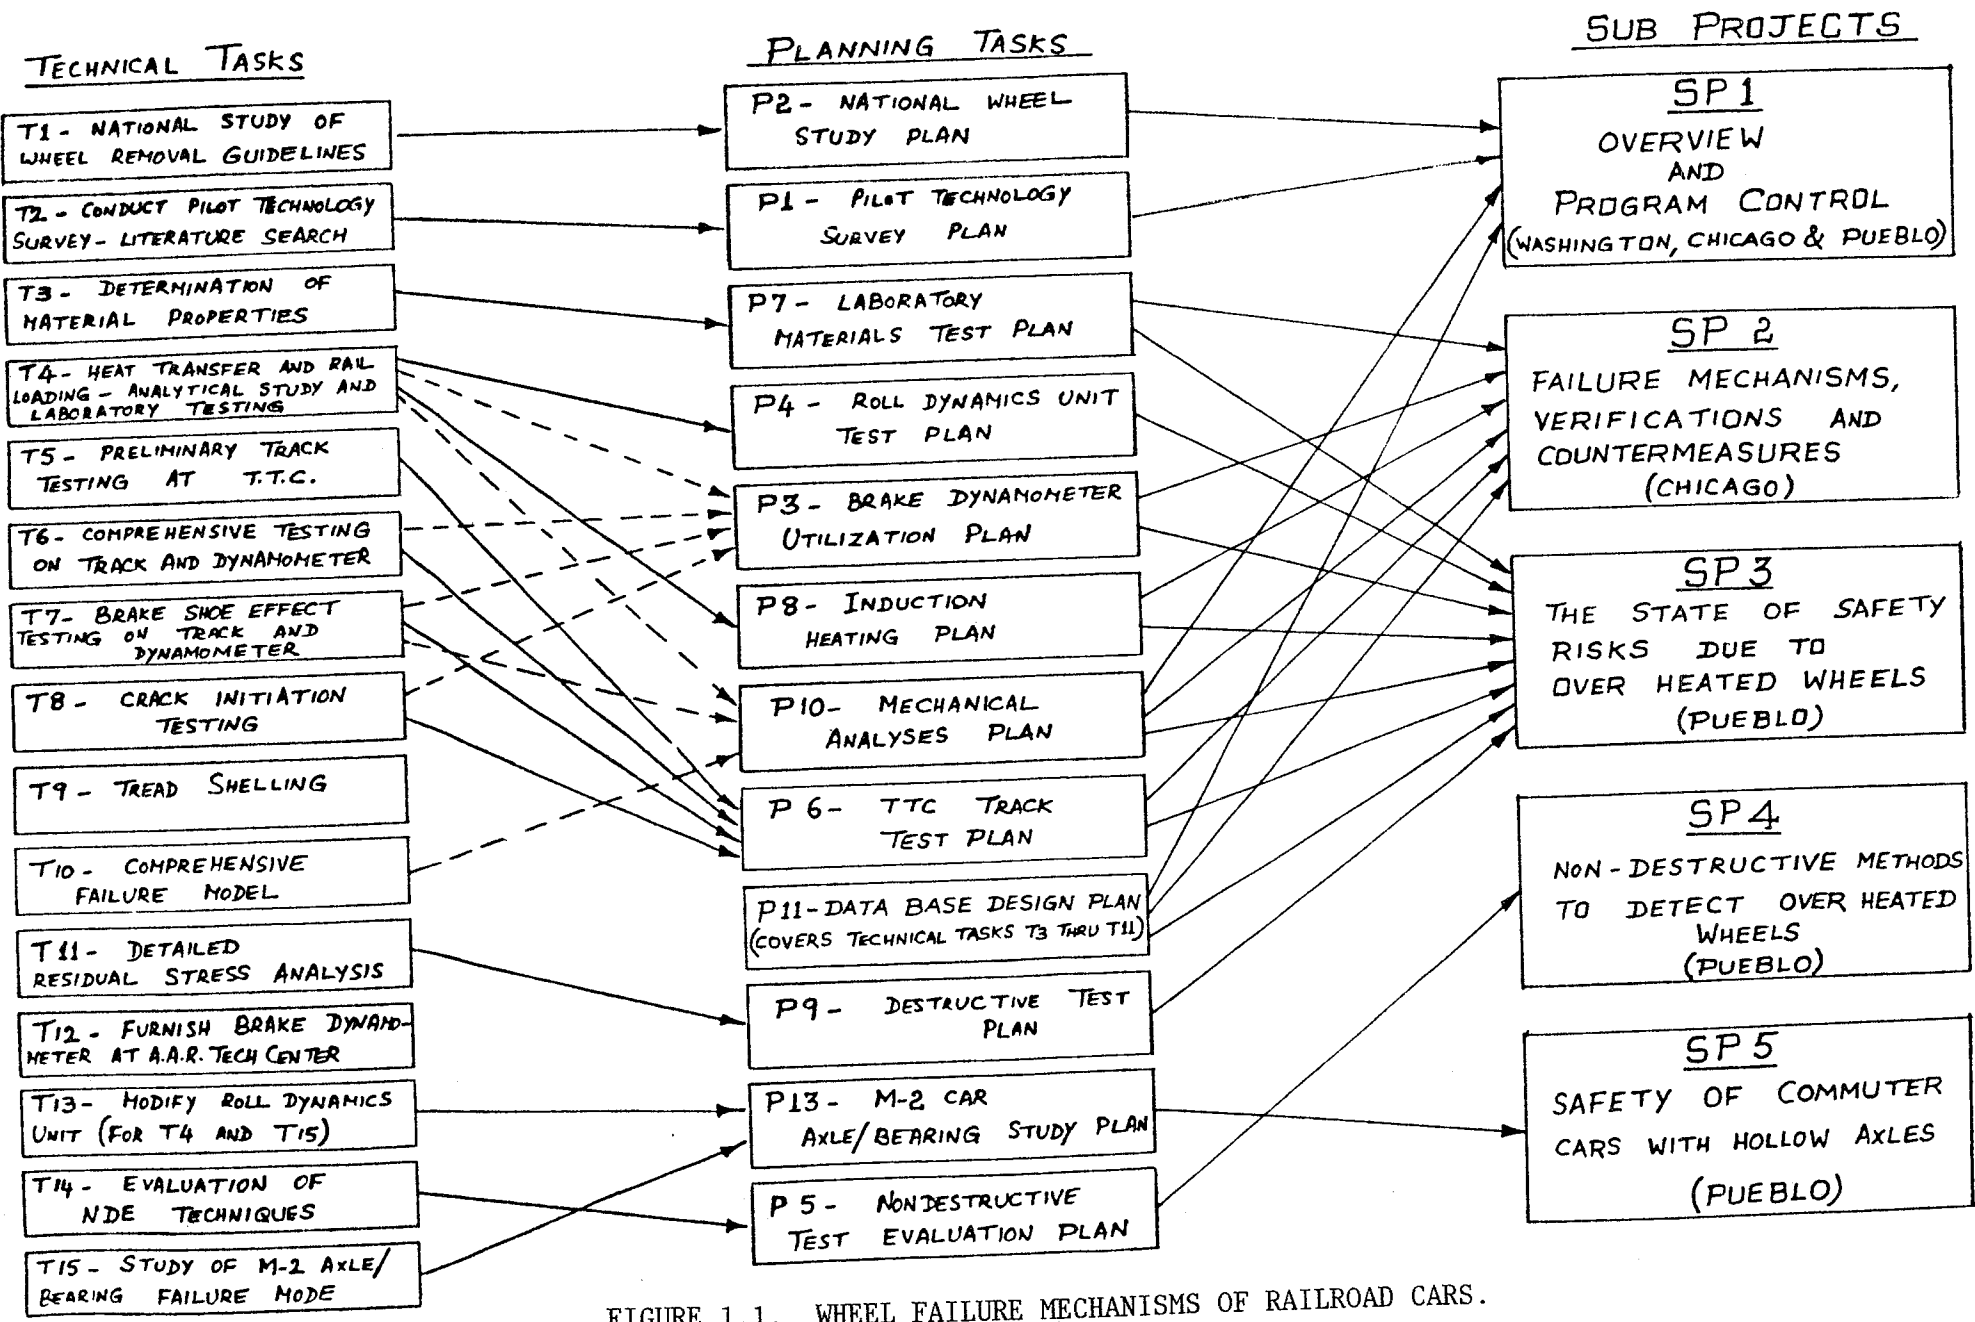 TECHNICAL TASKS
T1 - NATIONAL STUDY OF
WHEEL REMOVAL GUIDELINES
T2 - CONDUCT PILOT TECHNOLOGY
SURVEY - LITERATURE SEARCH
T3 - DETERMINATION OF
MATERIAL PROPERTIES
T4 - HEAT TRANSFER AND RAIL
LOADING - ANALYTICAL STUDY AND
LABORATORY TESTING
T5 - PRELIMINARY TRACK
TESTING AT T.T.C.
T6 - COMPREHENSIVE TESTING
ON TRACK AND DYNAMOMETER
T7 - BRAKE SHOE EFFECT
TESTING ON TRACK AND
DYNAMOMETER
T8 - CRACK INITIATION
TESTING
T9 - TREAD SHELLING
T10 - COMPREHENSIVE
FAILURE MODEL
T11 - DETAILED
RESIDUAL STRESS ANALYSIS
T12 - FURNISH BRAKE DYNAMO-
METER AT A.A.R. TECH CENTER
T13 - MODIFY ROLL DYNAMICS
UNIT (FOR T4 AND T15)
T14 - EVALUATION OF
NDE TECHNIQUES
T15 - STUDY OF M-2 AXLE/
BEARING FAILURE MODE
PLANNING TASKS
P2 - NATIONAL WHEEL
STUDY PLAN
P1 - PILOT TECHNOLOGY
SURVEY PLAN
P7 - LABORATORY
MATERIALS TEST PLAN
P4 - ROLL DYNAMICS UNIT
TEST PLAN
P3 - BRAKE DYNAMOMETER
UTILIZATION PLAN
P8 - INDUCTION
HEATING PLAN
P10 - MECHANICAL
ANALYSES PLAN
P 6 - TTC TRACK
TEST PLAN
P11 - DATA BASE DESIGN PLAN
(COVERS TECHNICAL TASKS T3 THRU T11)
P9 - DESTRUCTIVE TEST
PLAN
P13 - M-2 CAR
AXLE/BEARING STUDY PLAN
P 5 - NONDESTRUCTIVE
TEST EVALUATION PLAN
SUB PROJECTS
SP1
OVERVIEW
AND
PROGRAM CONTROL
(WASHINGTON, CHICAGO & PUEBLO)
SP 2
FAILURE MECHANISMS,
VERIFICATIONS AND
COUNTERMEASURES
(CHICAGO)
SP3
THE STATE OF SAFETY
RISKS DUE TO
OVER HEATED WHEELS
(PUEBLO)
SP4
NON-DESTRUCTIVE METHODS
TO DETECT OVER HEATED
WHEELS
(PUEBLO)
SP5
SAFETY OF COMMUTER
CARS WITH HOLLOW AXLES
(PUEBLO)
FIGURE 1.1. WHEEL FAILURE MECHANISMS OF RAILROAD CARS.